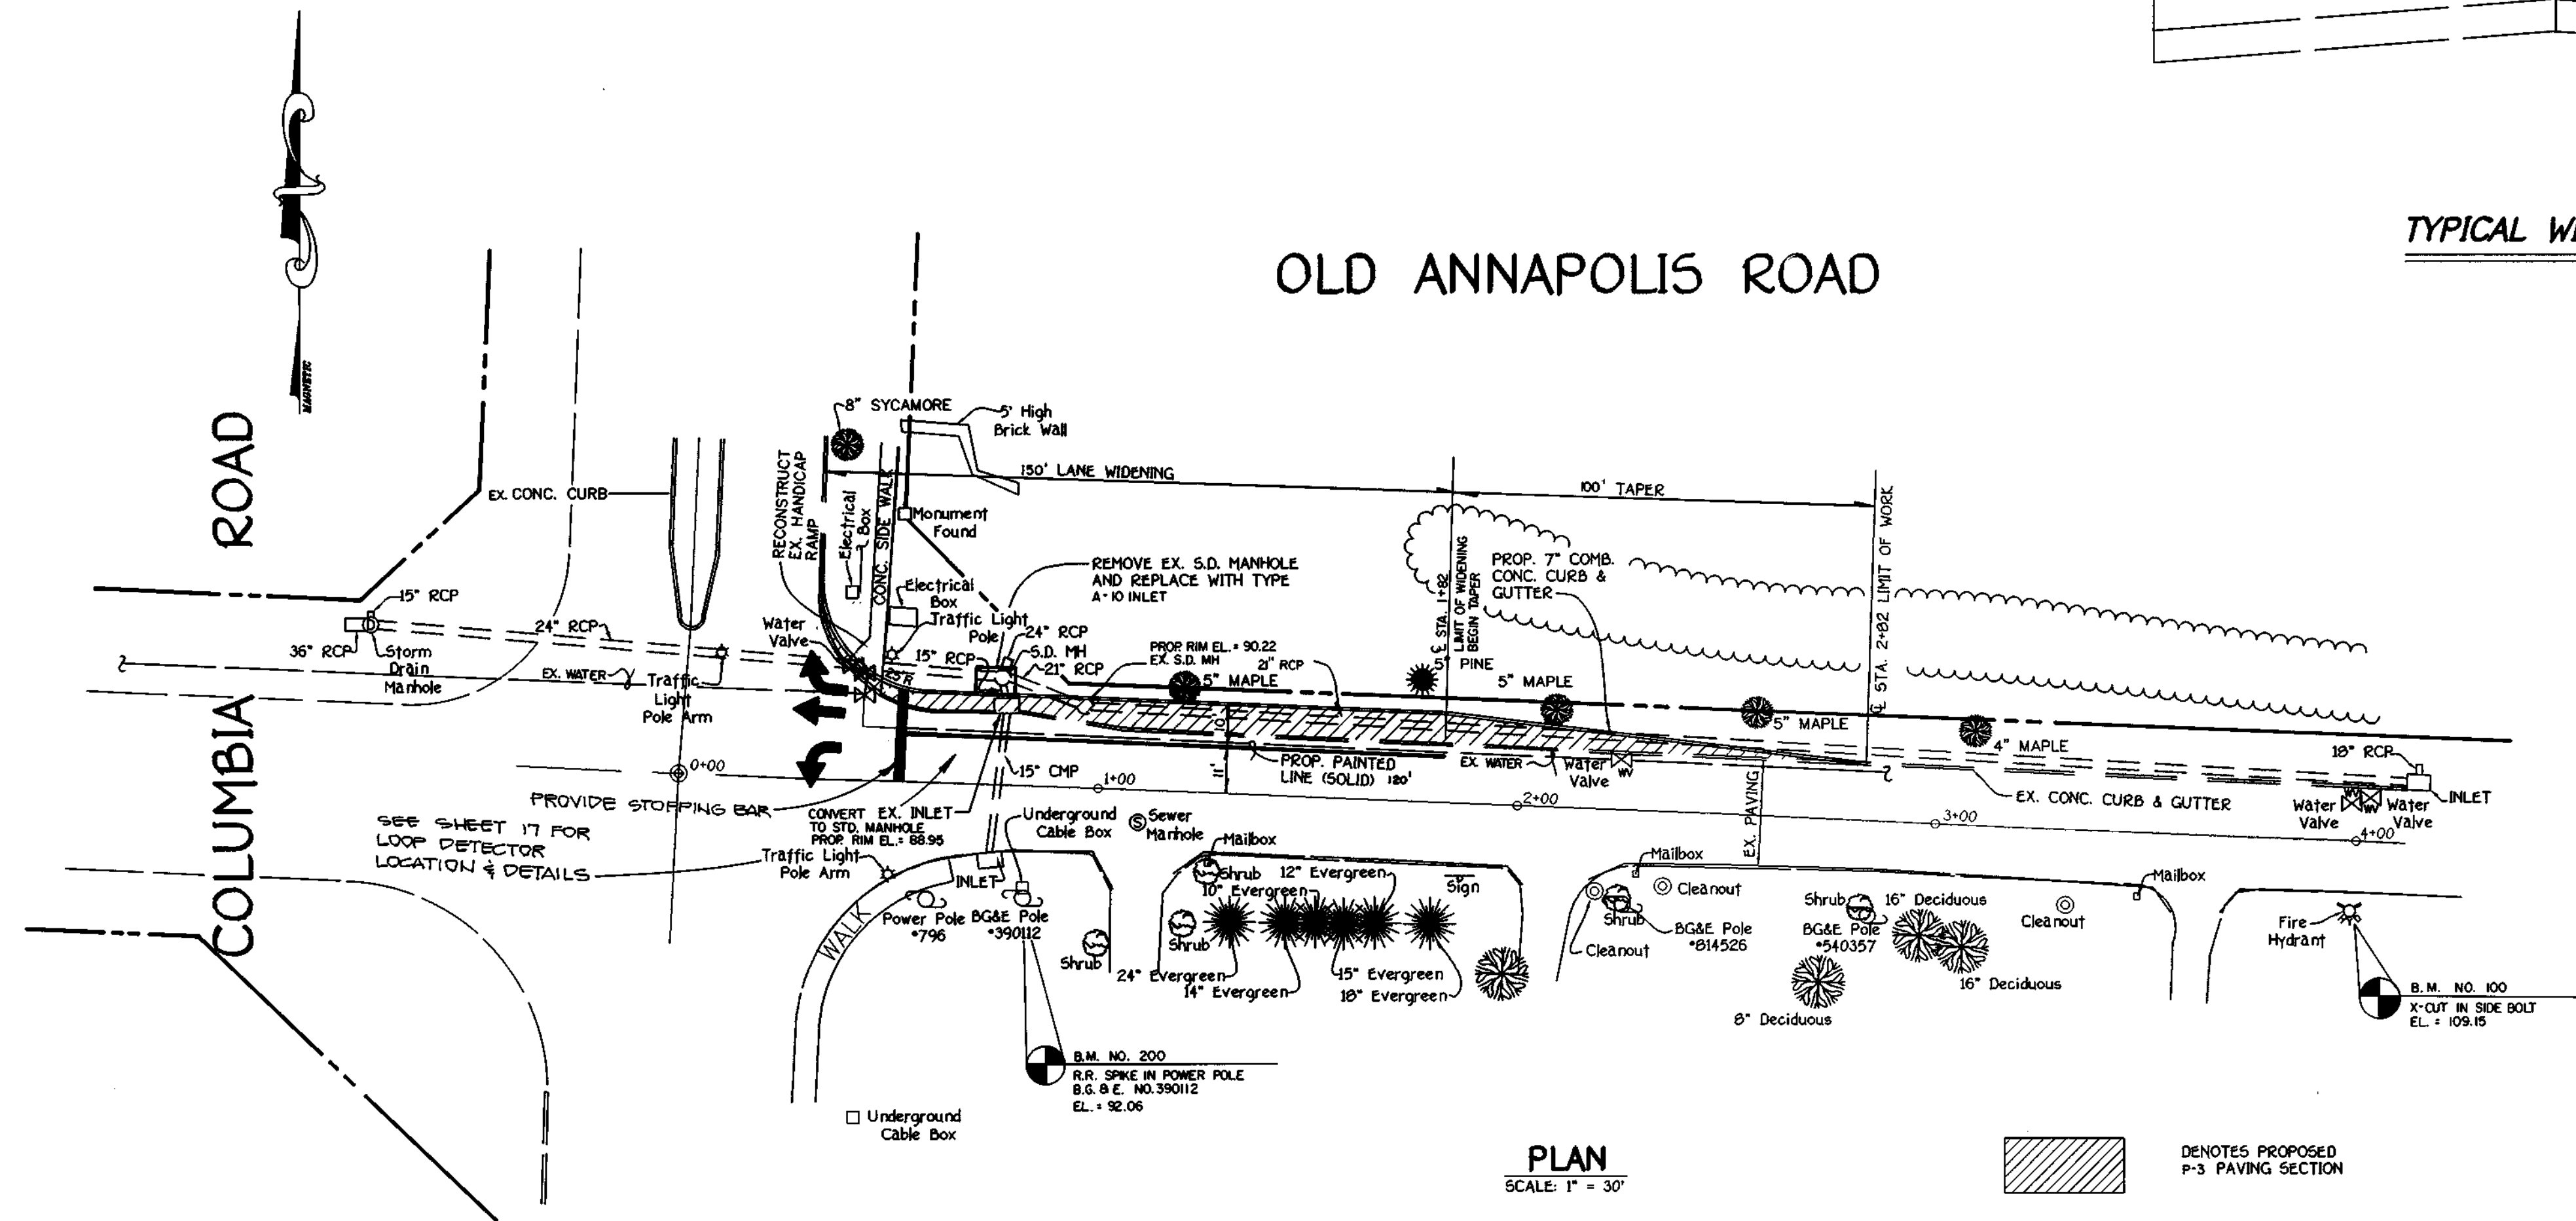 TYPICAL
OLD ANNAPOLIS ROAD
COLUMBIA ROAD
MAGNETIC
8" SYCAMORE
5' High
Brick Wall
150' LANE WIDENING
100' TAPER
EX. CONC. CURB
RECONSTRUCT
EX. HANDICAP
RAMP
Electrical
Box
CONC. SIDE WALK
Monument
Found
REMOVE EX. S.D. MANHOLE
AND REPLACE WITH TYPE
A-10 INLET
Electrical
Box
Traffic Light
Pole
℄ STA. 1+82
LIMIT OF WIDENING
BEGIN TAPER
PROP. 7" COMB.
CONC. CURB &
GUTTER
℄ STA. 2+82 LIMIT OF WORK
15" RCP
24" RCP
36" RCP
Storm
Drain
Manhole
EX. WATER
Traffic
Light
Pole Arm
Water
Valve
25'R
15" RCP
24" RCP
S.D. MH
21" RCP
PROP RIM EL.= 90.22
EX. S.D. MH
21" RCP
5" MAPLE
5" PINE
5" MAPLE
5" MAPLE
4" MAPLE
18" RCP
INLET
10'
11'
PROP. PAINTED
LINE (SOLID) 120'
EX. WATER
Water
Valve
WV
EX. PAVING
EX. CONC. CURB & GUTTER
Water
Valve
WV
WV
Water
Valve
0+00
1+00
2+00
3+00
4+00
15" CMP
PROVIDE STOPPING BAR
CONVERT EX. INLET
TO STD. MANHOLE
PROP. RIM EL.= 88.95
SEE SHEET 17 FOR
LOOP DETECTOR
LOCATION & DETAILS
Traffic Light
Pole Arm
Underground
Cable Box
Sewer
Manhole
S
Mailbox
INLET
WALK
Power Pole
*796
BG&E Pole
*390112
Shrub
Shrub
Shrub
10" Evergreen
12" Evergreen
24" Evergreen
14" Evergreen
15" Evergreen
18" Evergreen
Sign
Mailbox
Cleanout
Shrub
Cleanout
BG&E Pole
*814526
Shrub
BG&E Pole
*540357
16" Deciduous
16" Deciduous
8" Deciduous
Cleanout
Mailbox
Fire
Hydrant
B.M. NO. 100
X-CUT IN SIDE BOLT
EL. = 109.15
B.M. NO. 200
R.R. SPIKE IN POWER POLE
B.G. & E. NO.390112
EL. = 92.06
Underground
Cable Box
PLAN
SCALE: 1" = 30'
DENOTES PROPOSED
P-3 PAVING SECTION